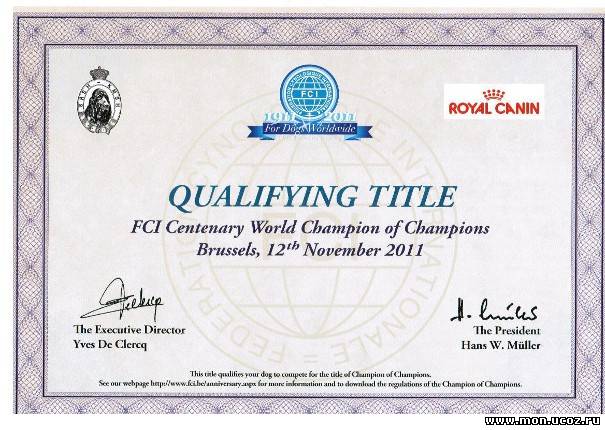 FCI
1911 2011
For Dogs Worldwide
ROYAL CANIN
QUALIFYING TITLE
FCI Centenary World Champion of Champions
Brussels, 12th November 2011
The Executive Director
Yves De Clercq
The President
Hans W. Müller
This title qualifies your dog to compete for the title of Champion of Champions.
See our webpage http://www.fci.be/anniversary.aspx for more information and to download the regulations of the Champion of Champions.
www.mon.ucoz.ru